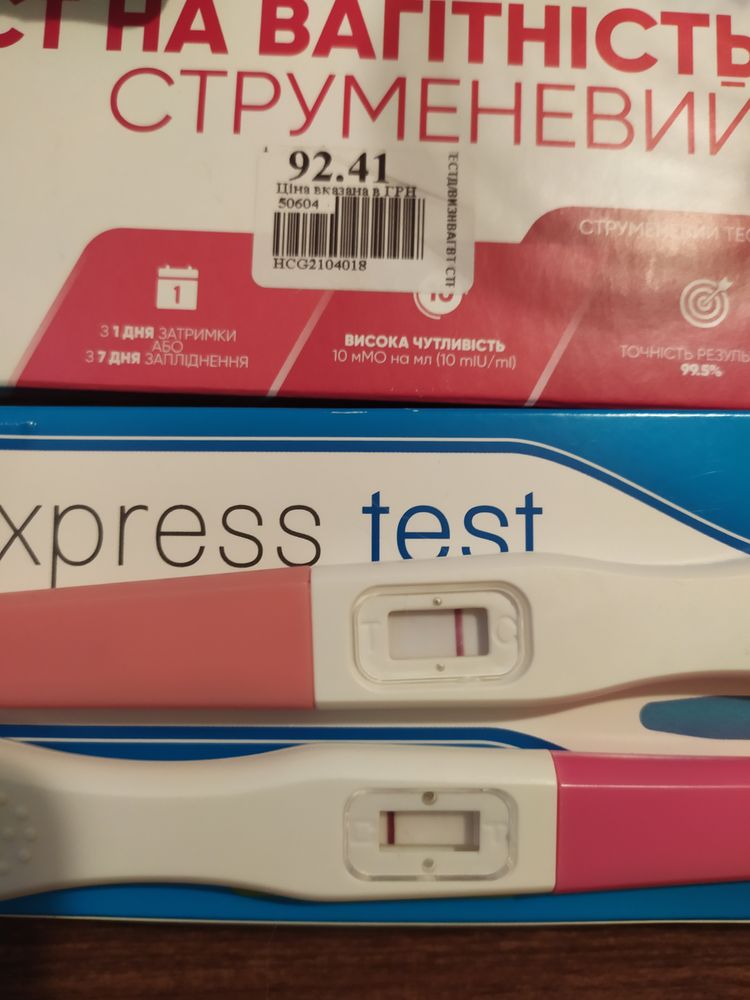 СТ НА ВАГІТНІСТЬ
СТРУМЕНЕВИЙ
92.41
Ціна вказана в ГРН
50604
HCG2104018
СТРУМЕНЕВИЙ ТЕС
1
З 1 ДНЯ ЗАТРИМКИ
АБО
З 7 ДНЯ ЗАПЛІДНЕННЯ
10
ВИСОКА ЧУТЛИВІСТЬ
10 мМО на мл (10 mIU/ml)
ТОЧНІСТЬ РЕЗУЛЬ
99.5%
xpress test
T
C